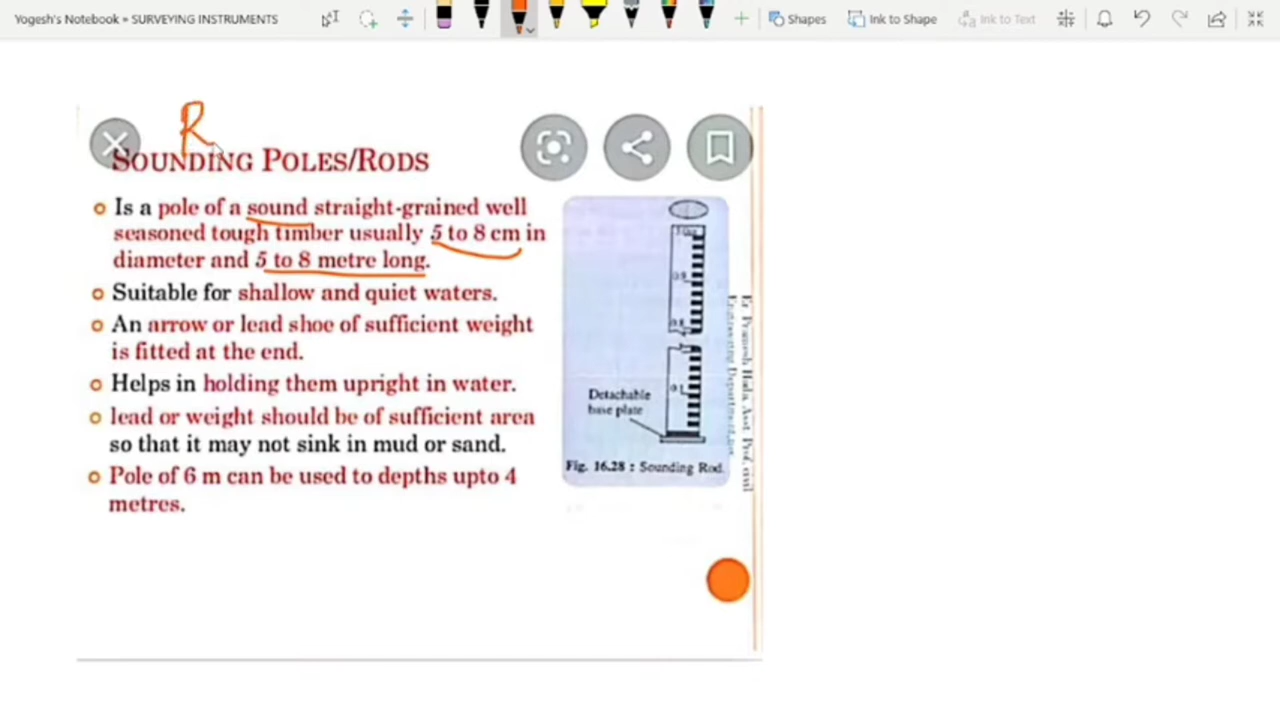 Yogesh's Notebook » SURVEYING INSTRUMENTS
Shapes
Ink to Shape
Ink to Text
R
SOUNDING POLES/RODS
Is a pole of a sound straight-grained well
seasoned tough timber usually 5 to 8 cm in
diameter and 5 to 8 metre long.
Suitable for shallow and quiet waters.
An arrow or lead shoe of sufficient weight
is fitted at the end.
Helps in holding them upright in water.
lead or weight should be of sufficient area
so that it may not sink in mud or sand.
Pole of 6 m can be used to depths upto 4
metres.
Detachable
base plate
Fig. 16.28 : Sounding Rod.